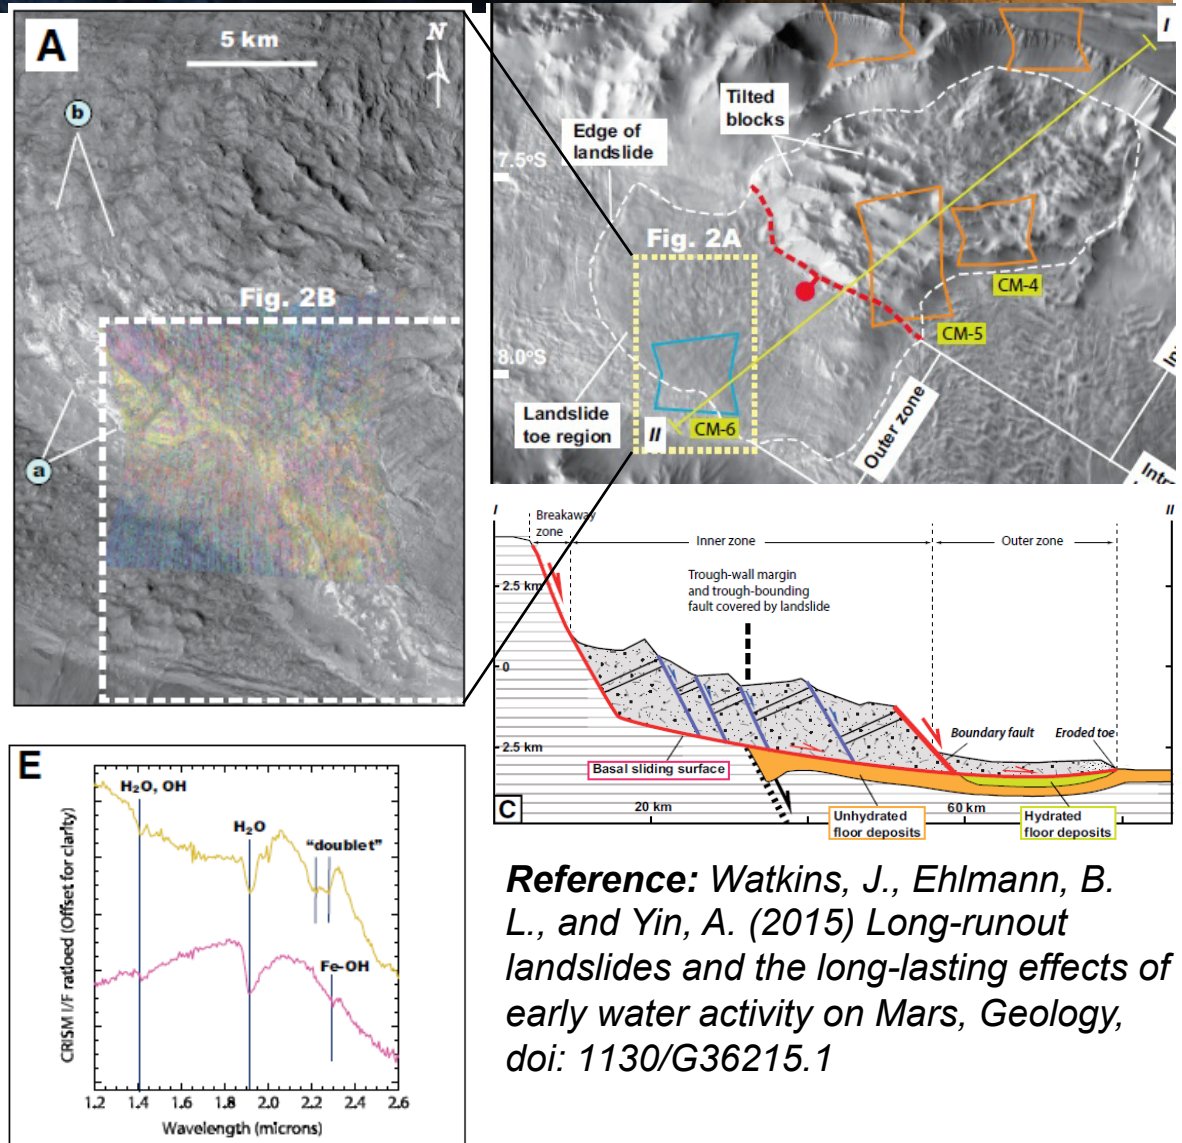 A
5 km
N
b
Fig. 2B
a
I
Tilted
blocks
Edge of
landslide
7.5°S
Fig. 2A
CM-4
CM-5
8.0°S
Landslide
toe region
II
CM-6
Outer zone
I
II
Breakaway
zone
Inner zone
Outer zone
Trough-wall margin
and trough-bounding
fault covered by landslide
2.5 km
0
Boundary fault
Eroded toe
-2.5 km
Basal sliding surface
C
20 km
60 km
Unhydrated
floor deposits
Hydrated
floor deposits
E
H₂O, OH
H₂O
"doublet"
Fe-OH
CRISM I/F ratioed (Offset for clarity)
1.2 1.4 1.6 1.8 2.0 2.2 2.4 2.6
Wavelength (microns)
Reference: Watkins, J., Ehlmann, B.
L., and Yin, A. (2015) Long-runout
landslides and the long-lasting effects of
early water activity on Mars, Geology,
doi: 1130/G36215.1